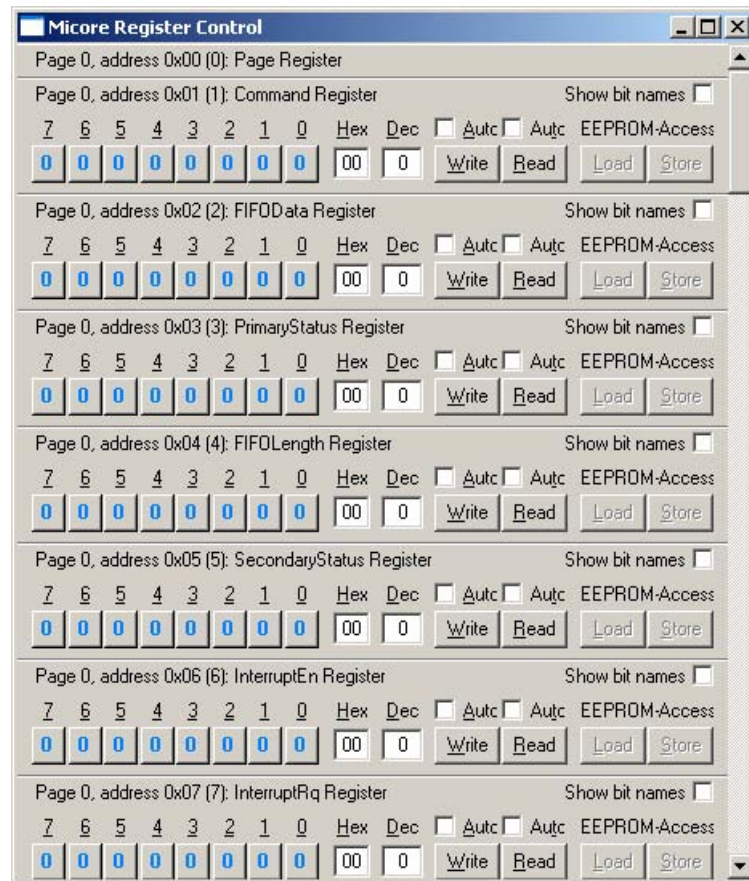 Micore Register Control
Page 0, address 0x00 (0): Page Register
Page 0, address 0x01 (1): Command Register Show bit names
7 6 5 4 3 2 1 0 Hex Dec Autc Autc EEPROM-Access
0 0 0 0 0 0 0 0 00 0 Write Read Load Store
Page 0, address 0x02 (2): FIFOData Register Show bit names
7 6 5 4 3 2 1 0 Hex Dec Autc Autc EEPROM-Access
0 0 0 0 0 0 0 0 00 0 Write Read Load Store
Page 0, address 0x03 (3): PrimaryStatus Register Show bit names
7 6 5 4 3 2 1 0 Hex Dec Autc Autc EEPROM-Access
0 0 0 0 0 0 0 0 00 0 Write Read Load Store
Page 0, address 0x04 (4): FIFOLength Register Show bit names
7 6 5 4 3 2 1 0 Hex Dec Autc Autc EEPROM-Access
0 0 0 0 0 0 0 0 00 0 Write Read Load Store
Page 0, address 0x05 (5): SecondaryStatus Register Show bit names
7 6 5 4 3 2 1 0 Hex Dec Autc Autc EEPROM-Access
0 0 0 0 0 0 0 0 00 0 Write Read Load Store
Page 0, address 0x06 (6): InterruptEn Register Show bit names
7 6 5 4 3 2 1 0 Hex Dec Autc Autc EEPROM-Access
0 0 0 0 0 0 0 0 00 0 Write Read Load Store
Page 0, address 0x07 (7): InterruptRq Register Show bit names
7 6 5 4 3 2 1 0 Hex Dec Autc Autc EEPROM-Access
0 0 0 0 0 0 0 0 00 0 Write Read Load Store